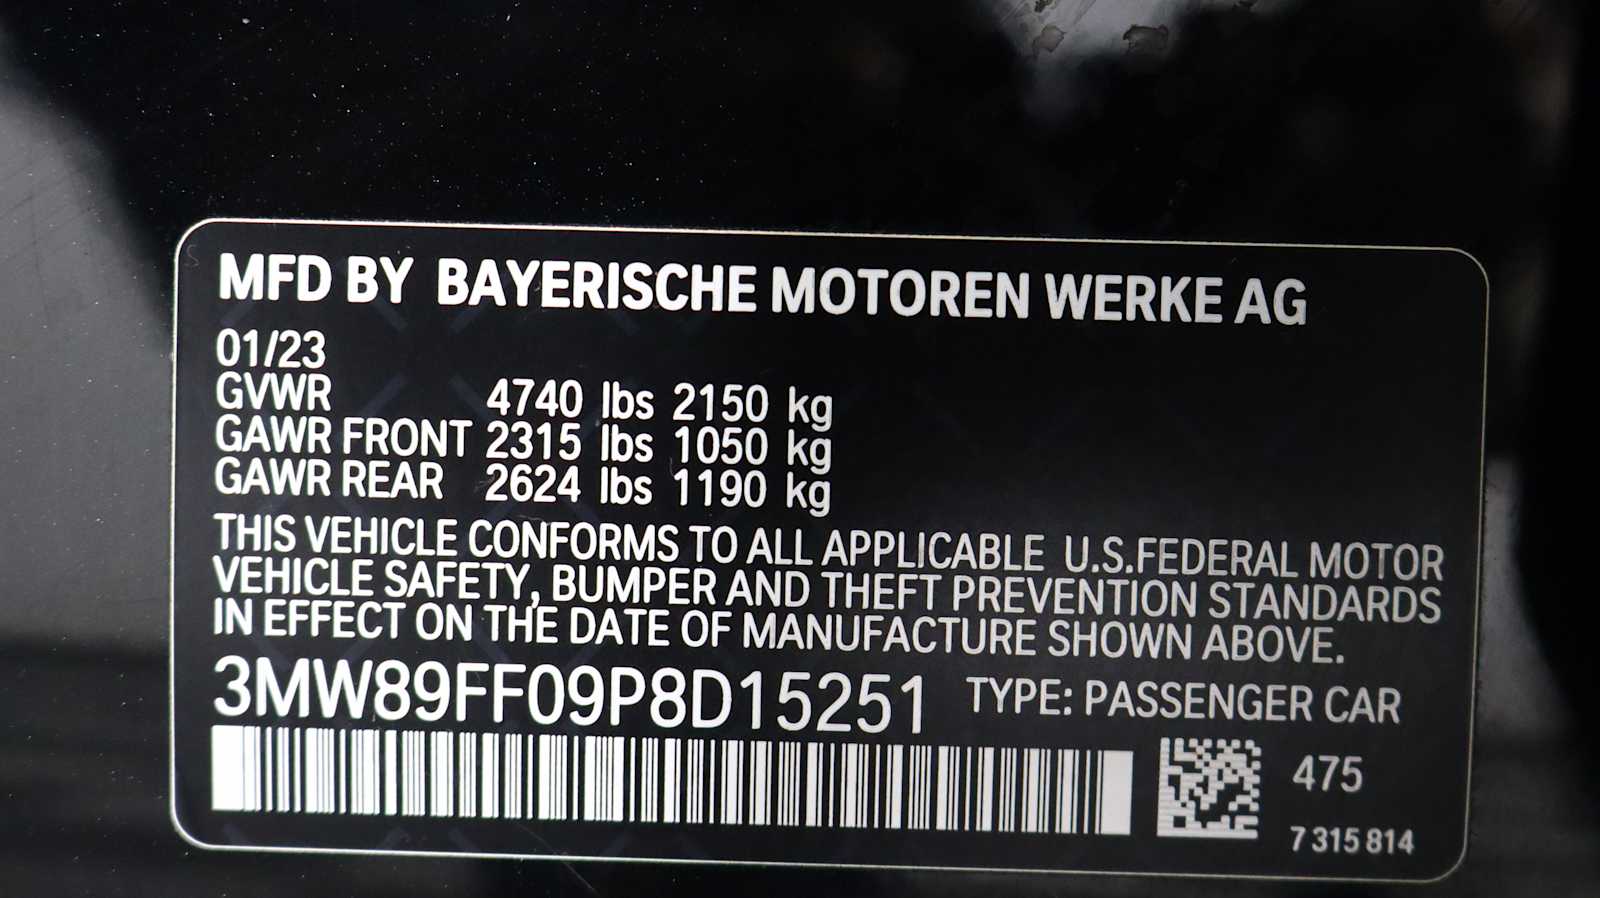 MFD BY BAYERISCHE MOTOREN WERKE AG
01/23
GVWR 4740 lbs 2150 kg
GAWR FRONT 2315 lbs 1050 kg
GAWR REAR 2624 lbs 1190 kg
THIS VEHICLE CONFORMS TO ALL APPLICABLE U.S.FEDERAL MOTOR
VEHICLE SAFETY, BUMPER AND THEFT PREVENTION STANDARDS
IN EFFECT ON THE DATE OF MANUFACTURE SHOWN ABOVE.
3MW89FF09P8D15251 TYPE: PASSENGER CAR
475
7 315 814